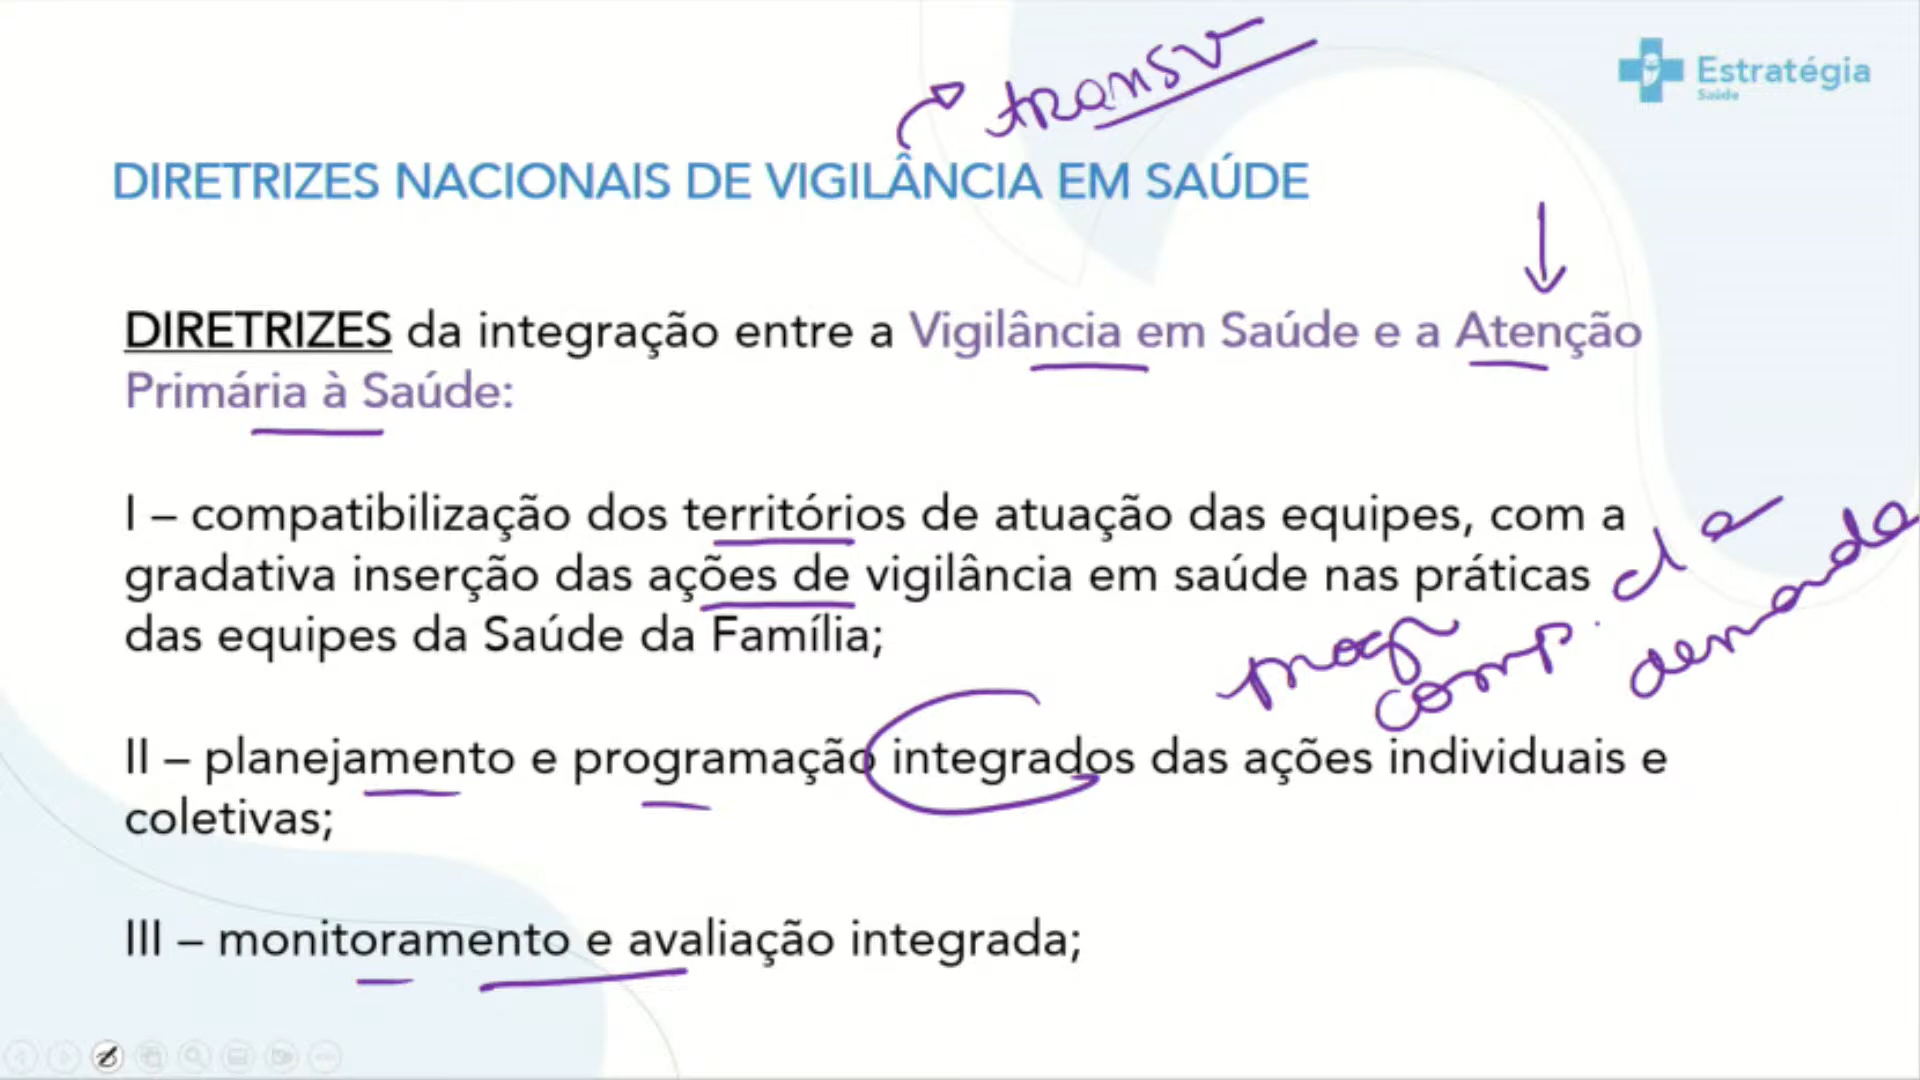 transv
Estratégia
Saúde
DIRETRIZES NACIONAIS DE VIGILÂNCIA EM SAÚDE
DIRETRIZES da integração entre a Vigilância em Saúde e a Atenção
Primária à Saúde:
I – compatibilização dos territórios de atuação das equipes, com a
gradativa inserção das ações de vigilância em saúde nas práticas
das equipes da Saúde da Família;
comp.
II – planejamento e programação integrados das ações individuais e
coletivas;
III – monitoramento e avaliação integrada;